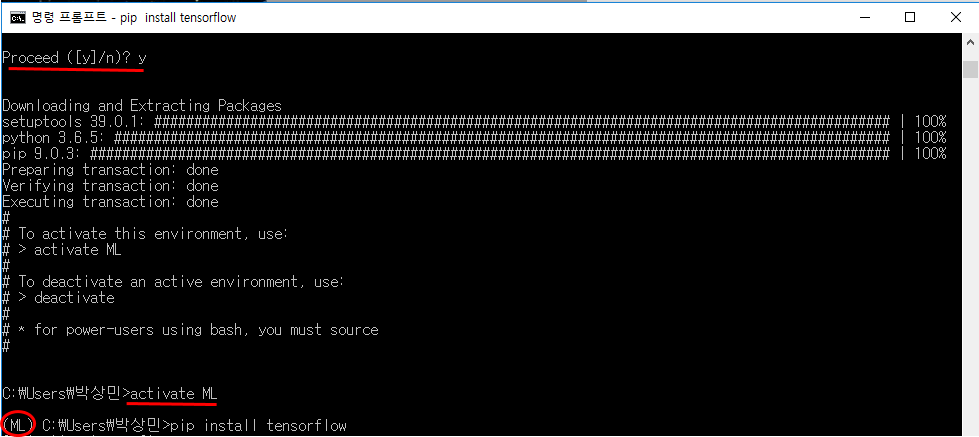 명령 프롬프트 - pip install tensorflow
Proceed ([y]/n)? y
Downloading and Extracting Packages
setuptools 39.0.1: ############################################################################################ | 100%
python 3.6.5: ################################################################################################# | 100%
pip 9.0.3: #################################################################################################### | 100%
Preparing transaction: done
Verifying transaction: done
Executing transaction: done
#
# To activate this environment, use:
# > activate ML
#
# To deactivate an active environment, use:
# > deactivate
#
# * for power-users using bash, you must source
#
C:₩Users₩박상민>activate ML
(ML) C:₩Users₩박상민>pip install tensorflow